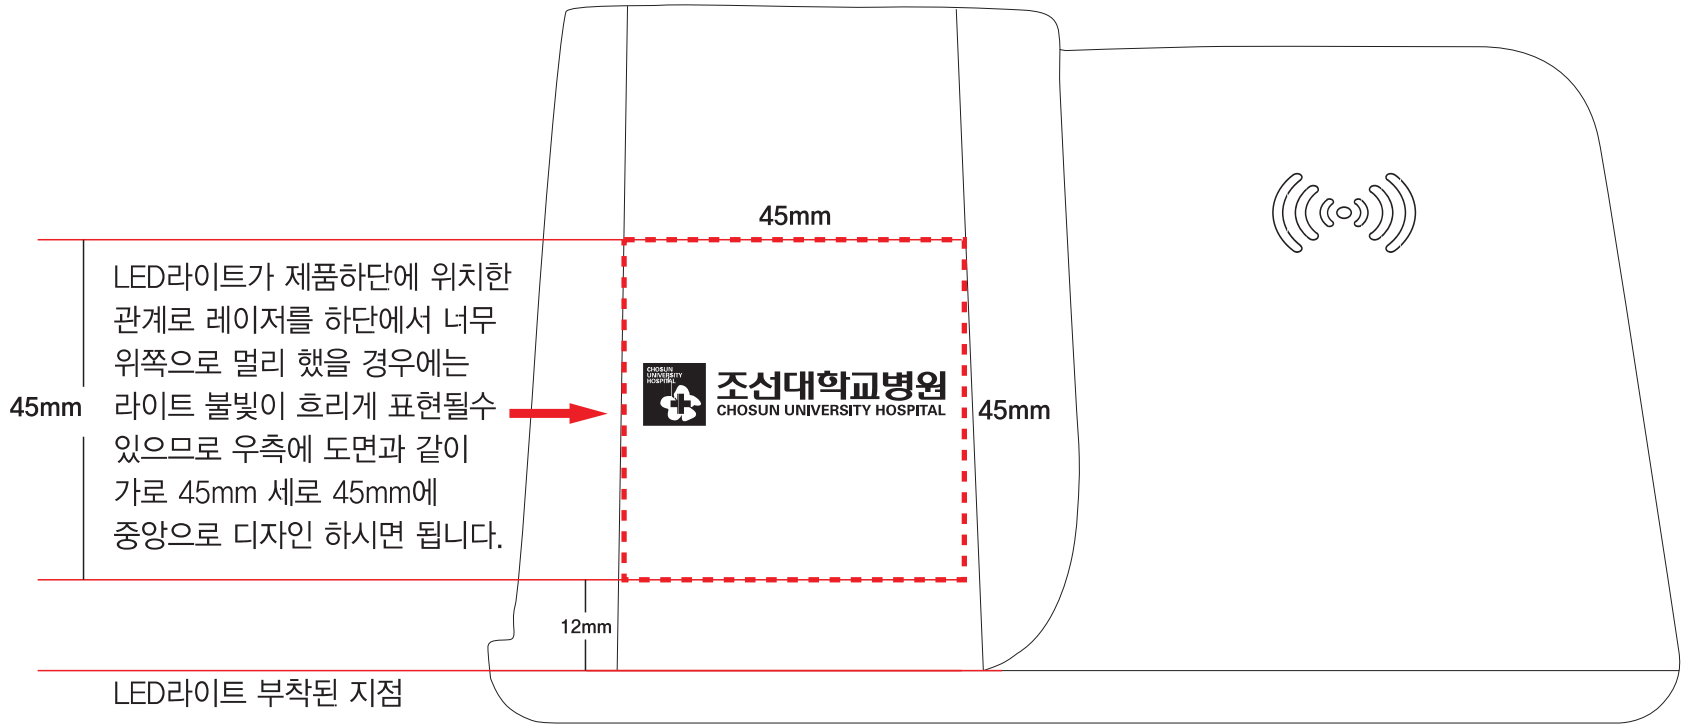 45mm
LED라이트가 제품하단에 위치한
관계로 레이저를 하단에서 너무
위쪽으로 멀리 했을 경우에는
라이트 불빛이 흐리게 표현될수
있으므로 우측에 도면과 같이
가로 45mm 세로 45mm에
중앙으로 디자인 하시면 됩니다.
45mm
CHOSUN
UNIVERSITY
HOSPITAL
조선대학교병원
CHOSUN UNIVERSITY HOSPITAL
45mm
12mm
LED라이트 부착된 지점